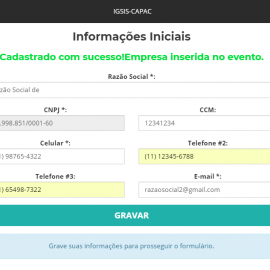 IGSIS-CAPAC
Informações Iniciais
Cadastrado com sucesso!Empresa inserida no evento.
Razão Social *:
zão Social de
CNPJ *:
CCM:
.998.851/0001-60
12341234
Celular *:
Telefone #2:
) 98765-4322
(11) 12345-6788
Telefone #3:
E-mail *:
) 65498-7322
razaosocial2@gmail.com
GRAVAR
Grave suas informações para prosseguir o formulário.